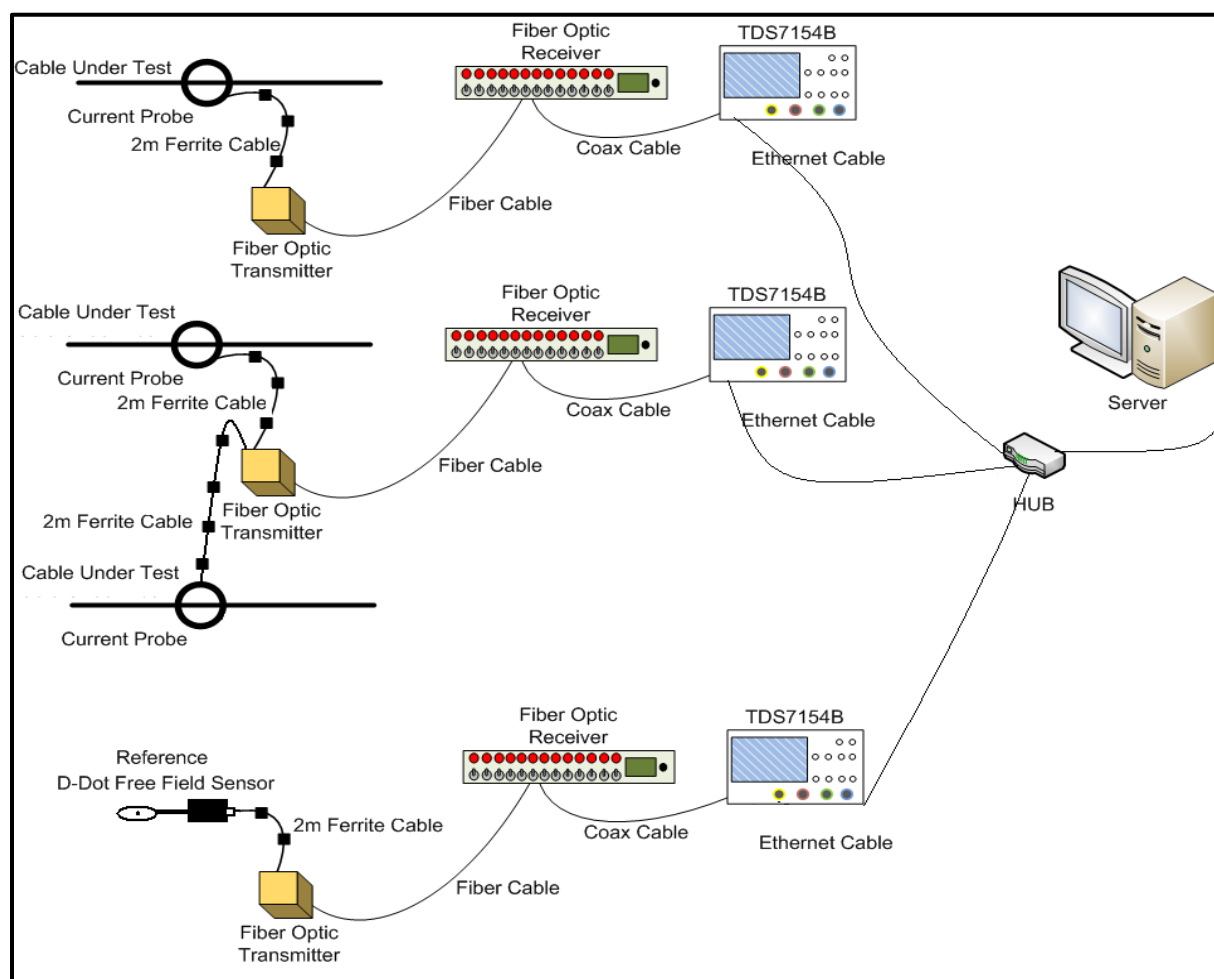 Fiber Optic
Receiver
TDS7154B
Cable Under Test
Current Probe
2m Ferrite Cable
Coax Cable
Ethernet Cable
Fiber Cable
Fiber Optic
Transmitter
Cable Under Test
Fiber Optic
Receiver
TDS7154B
Current Probe
2m Ferrite Cable
Coax Cable
Ethernet Cable
Server
Fiber Cable
Fiber Optic
Transmitter
2m Ferrite Cable
HUB
Cable Under Test
Current Probe
Fiber Optic
Receiver
TDS7154B
Reference
D-Dot Free Field Sensor
2m Ferrite Cable
Coax Cable
Ethernet Cable
Fiber Cable
Fiber Optic
Transmitter